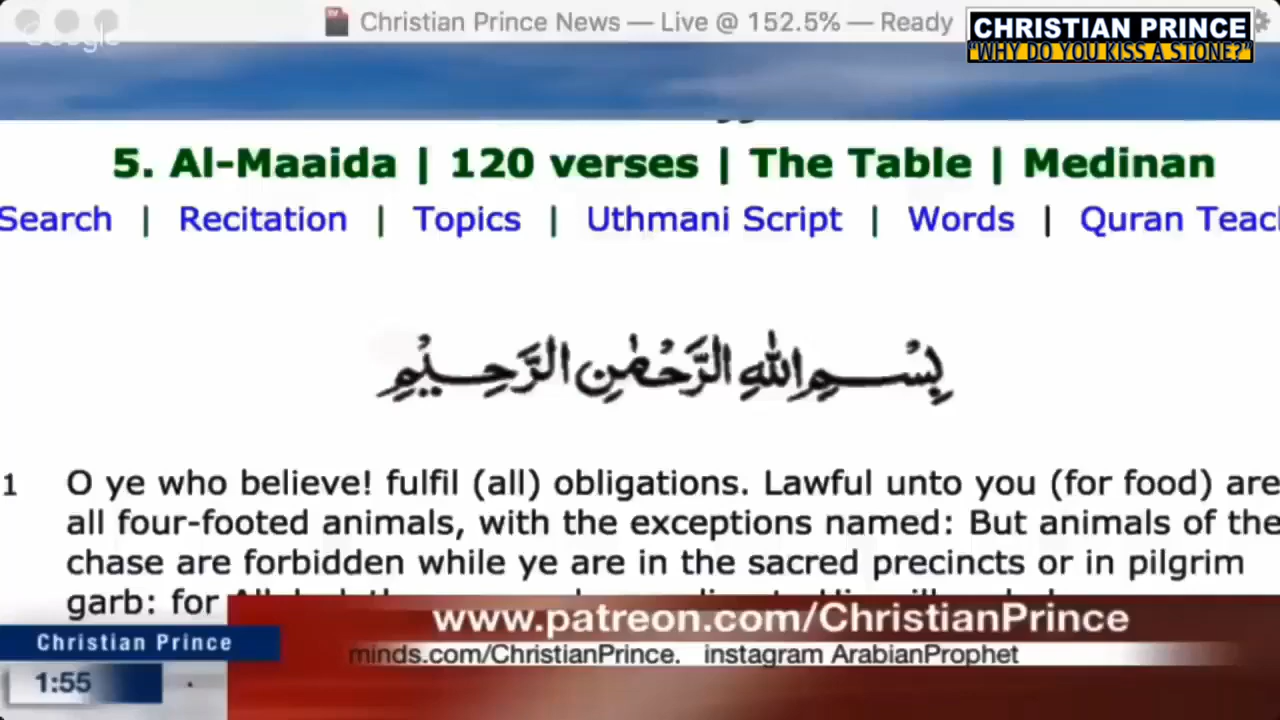 Christian Prince News — Live @ 152.5% — Ready
Google
CHRISTIAN PRINCE
"WHY DO YOU KISS A STONE?"
5. Al-Maaida | 120 verses | The Table | Medinan
Search | Recitation | Topics | Uthmani Script | Words | Quran Teac
بِسْمِ اللهِ الرَّحْمٰنِ الرَّحِيْمِ
1 O ye who believe! fulfil (all) obligations. Lawful unto you (for food) are
all four-footed animals, with the exceptions named: But animals of the
chase are forbidden while ye are in the sacred precincts or in pilgrim
garb: for
www.patreon.com/ChristianPrince
Christian Prince
minds.com/ChristianPrince. instagram ArabianProphet
1:55